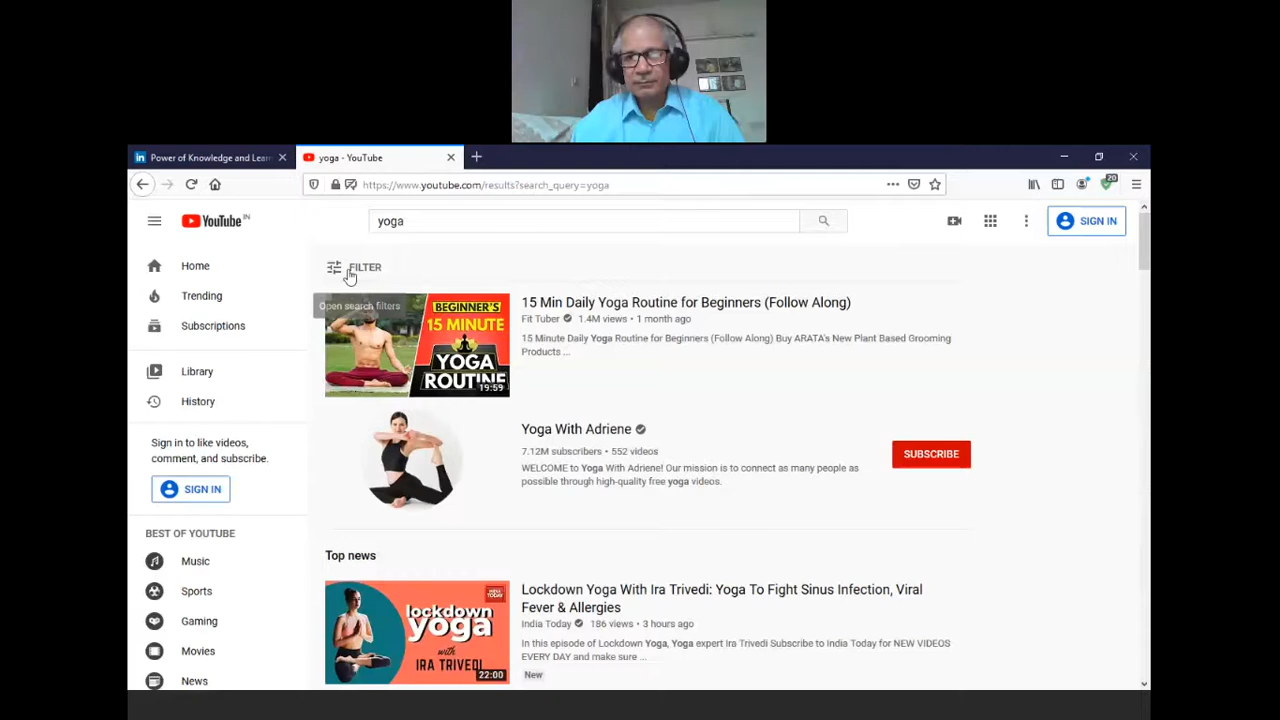 Power of Knowledge and Lear
yoga - YouTube
https://www.youtube.com/results?search_query=yoga
20
YouTube IN
yoga
SIGN IN
FILTER
Open search filters
Home
Trending
Subscriptions
Library
History
Sign in to like videos,
comment, and subscribe.
SIGN IN
BEST OF YOUTUBE
Music
Sports
Gaming
Movies
News
BEGINNER'S
15 MINUTE
YOGA
ROUTINE
19:59
15 Min Daily Yoga Routine for Beginners (Follow Along)
Fit Tuber 1.4M views • 1 month ago
15 Minute Daily Yoga Routine for Beginners (Follow Along) Buy ARATA's New Plant Based Grooming
Products ...
Yoga With Adriene
7.12M subscribers • 552 videos
WELCOME to Yoga With Adriene! Our mission is to connect as many people as
possible through high-quality free yoga videos.
SUBSCRIBE
Top news
INDIA TODAY
lockdown
yoga
with
IRA TRIVEDI
22:00
Lockdown Yoga With Ira Trivedi: Yoga To Fight Sinus Infection, Viral
Fever & Allergies
India Today 186 views • 3 hours ago
In this episode of Lockdown Yoga, Yoga expert Ira Trivedi Subscribe to India Today for NEW VIDEOS
EVERY DAY and make sure ...
New